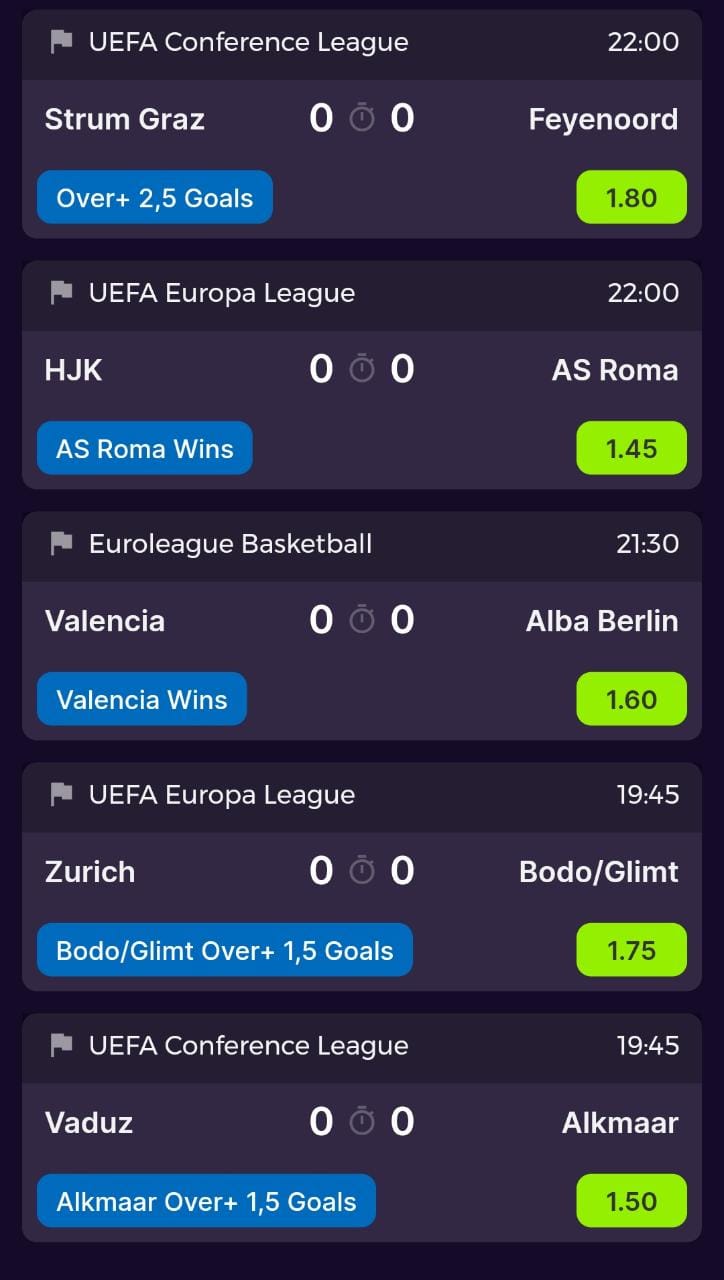 UEFA Conference League 22:00
Strum Graz 0 0 Feyenoord
Over+ 2,5 Goals 1.80
UEFA Europa League 22:00
HJK 0 0 AS Roma
AS Roma Wins 1.45
Euroleague Basketball 21:30
Valencia 0 0 Alba Berlin
Valencia Wins 1.60
UEFA Europa League 19:45
Zurich 0 0 Bodo/Glimt
Bodo/Glimt Over+ 1,5 Goals 1.75
UEFA Conference League 19:45
Vaduz 0 0 Alkmaar
Alkmaar Over+ 1,5 Goals 1.50